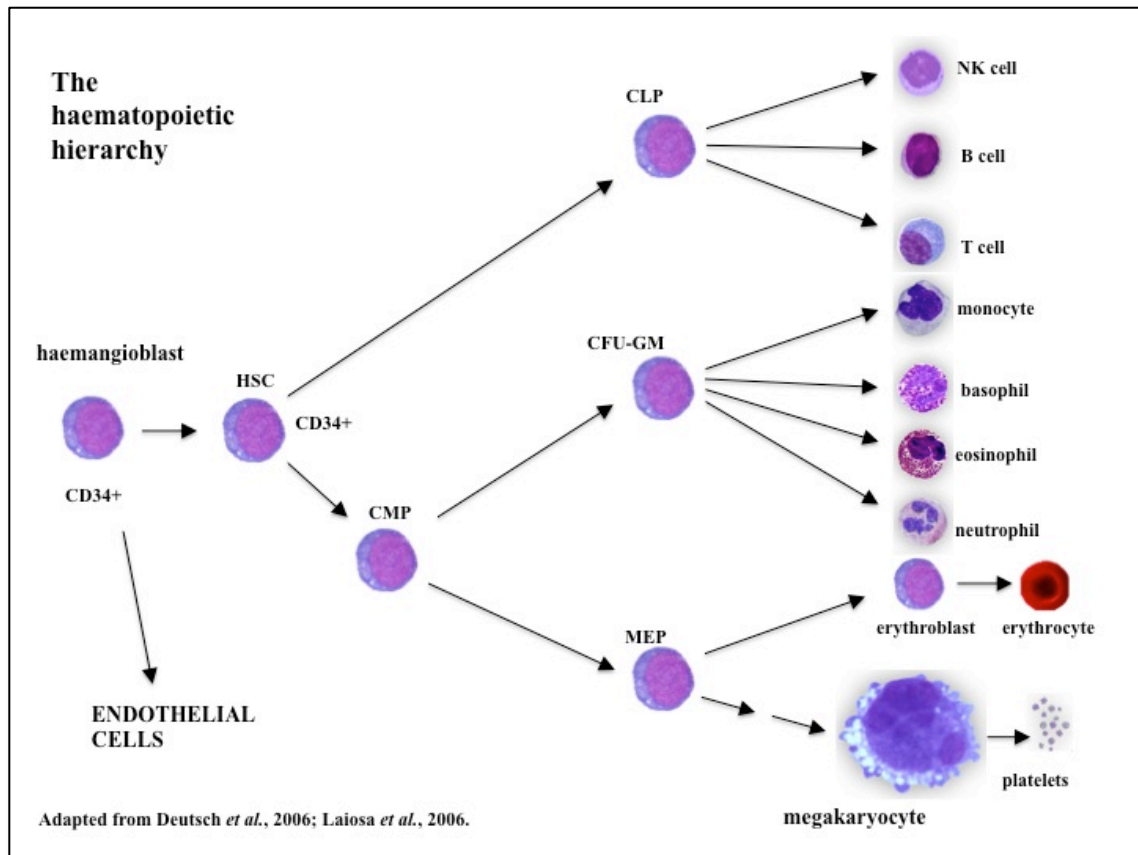 The
haematopoietic
hierarchy
NK cell
CLP
B cell
T cell
monocyte
CFU-GM
haemangioblast
HSC
basophil
CD34+
eosinophil
CD34+
CMP
neutrophil
erythroblast
erythrocyte
MEP
ENDOTHELIAL
CELLS
platelets
megakaryocyte
Adapted from Deutsch et al., 2006; Laiosa et al., 2006.